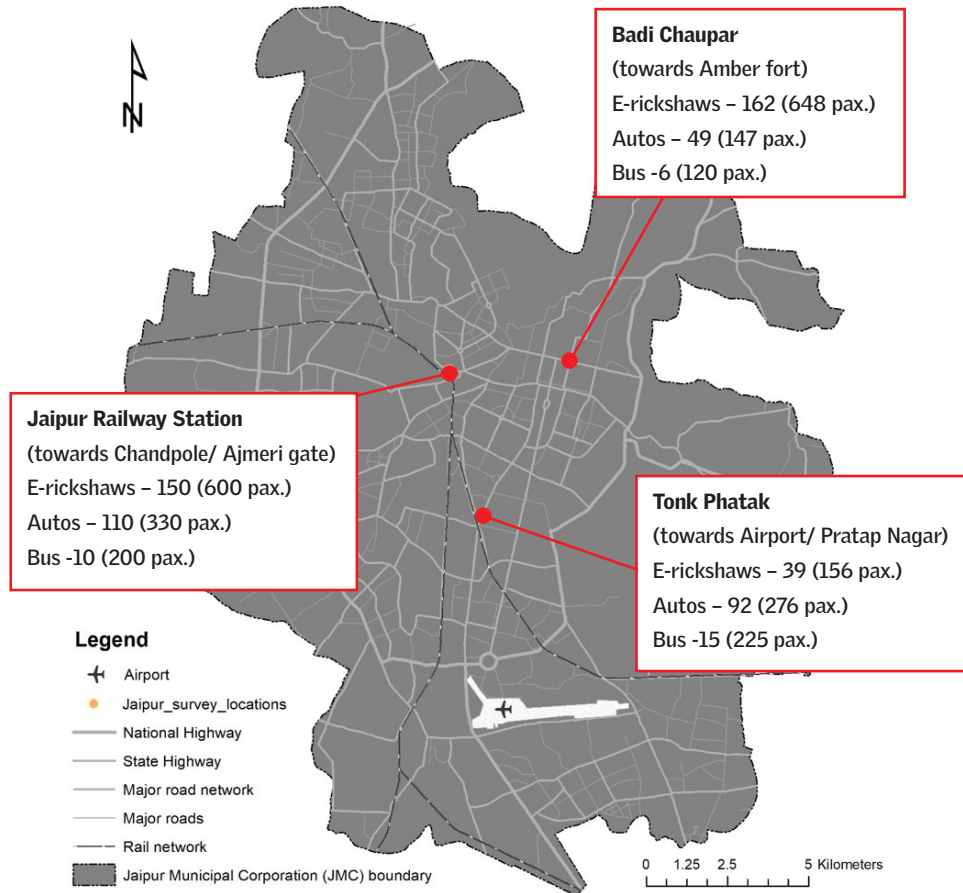 N
Badi Chaupar
(towards Amber fort)
E-rickshaws – 162 (648 pax.)
Autos – 49 (147 pax.)
Bus -6 (120 pax.)
Jaipur Railway Station
(towards Chandpole/ Ajmeri gate)
E-rickshaws – 150 (600 pax.)
Autos – 110 (330 pax.)
Bus -10 (200 pax.)
Tonk Phatak
(towards Airport/ Pratap Nagar)
E-rickshaws – 39 (156 pax.)
Autos – 92 (276 pax.)
Bus -15 (225 pax.)
Legend
Airport
Jaipur_survey_locations
National Highway
State Highway
Major road network
Major roads
Rail network
Jaipur Municipal Corporation (JMC) boundary
0 1.25 2.5 5 Kilometers